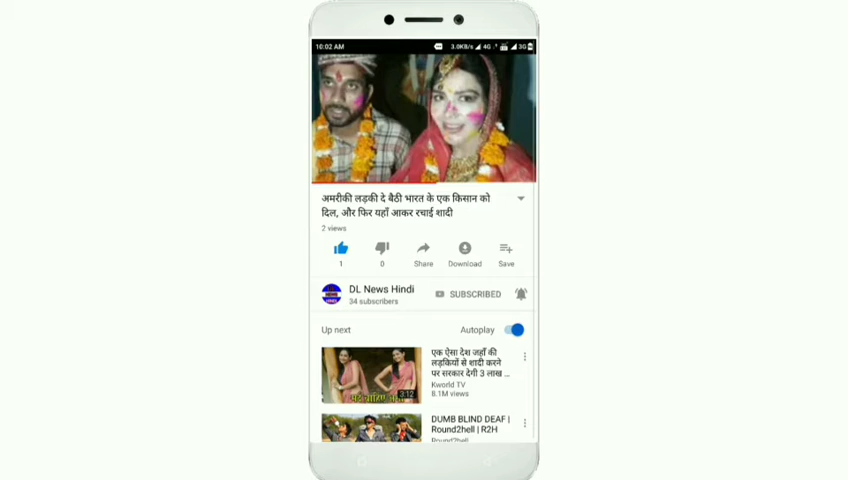 10:02 AM 3.0KB/s 4G 3G
अमरीकी लड़की दे बैठी भारत के एक किसान को
दिल, और फिर यहाँ आकर रचाई शादी
2 views
1 0 Share Download Save
DL News Hindi
34 subscribers
SUBSCRIBED
Up next Autoplay
एक ऐसा देश जहाँ की
लड़कियों से शादी करने
पर सरकार देगी 3 लाख ...
Kworld TV
8.1M views
3:12
DUMB BLIND DEAF |
Round2hell | R2H
Round2hell